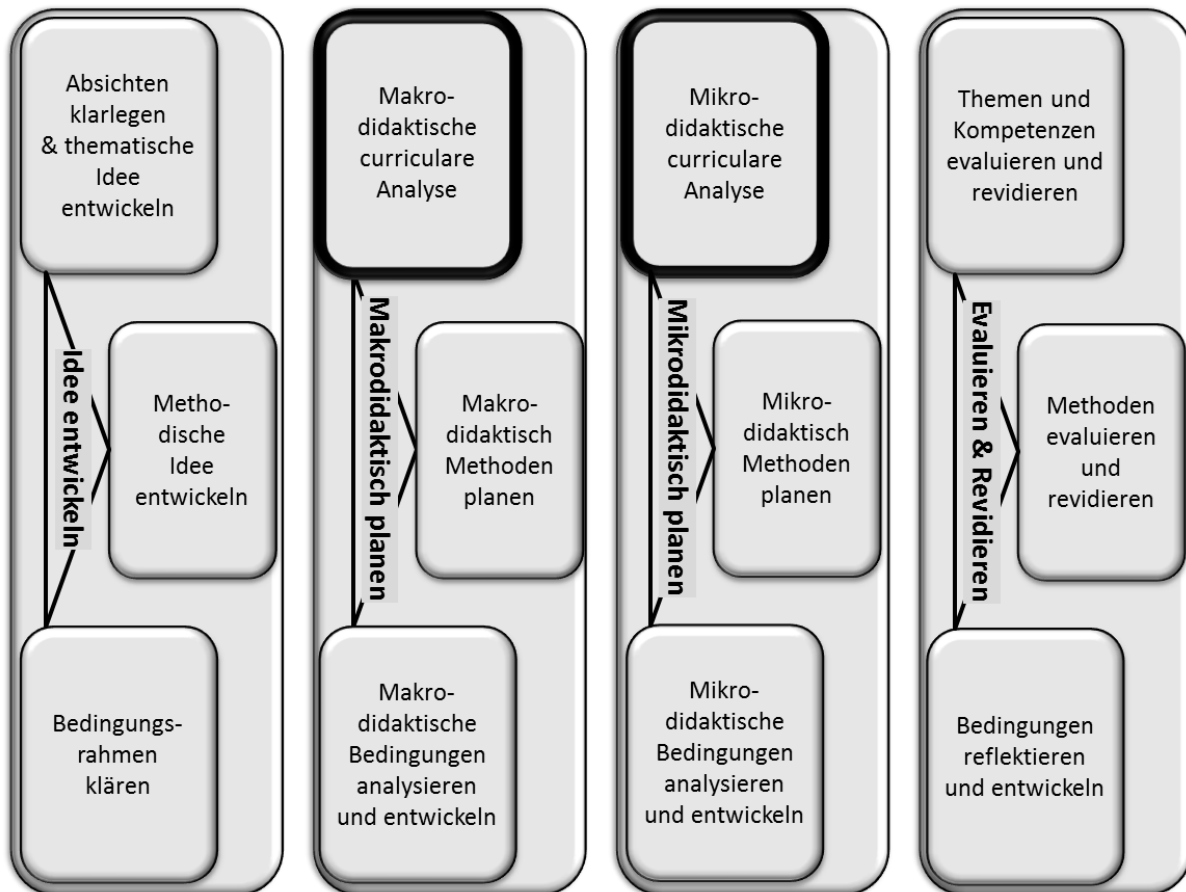 Absichten
klarlegen
& thematische
Idee
entwickeln
Idee entwickeln
Metho-
dische
Idee
entwickeln
Bedingungs-
rahmen
klären
Makro-
didaktische
curriculare
Analyse
Makrodidaktisch planen
Makro-
didaktisch
Methoden
planen
Makro-
didaktische
Bedingungen
analysieren
und entwickeln
Mikro-
didaktische
curriculare
Analyse
Mikrodidaktisch planen
Mikro-
didaktisch
Methoden
planen
Mikro-
didaktische
Bedingungen
analysieren
und entwickeln
Themen und
Kompetenzen
evaluieren und
revidieren
Evaluieren & Revidieren
Methoden
evaluieren
und
revidieren
Bedingungen
reflektieren
und entwickeln